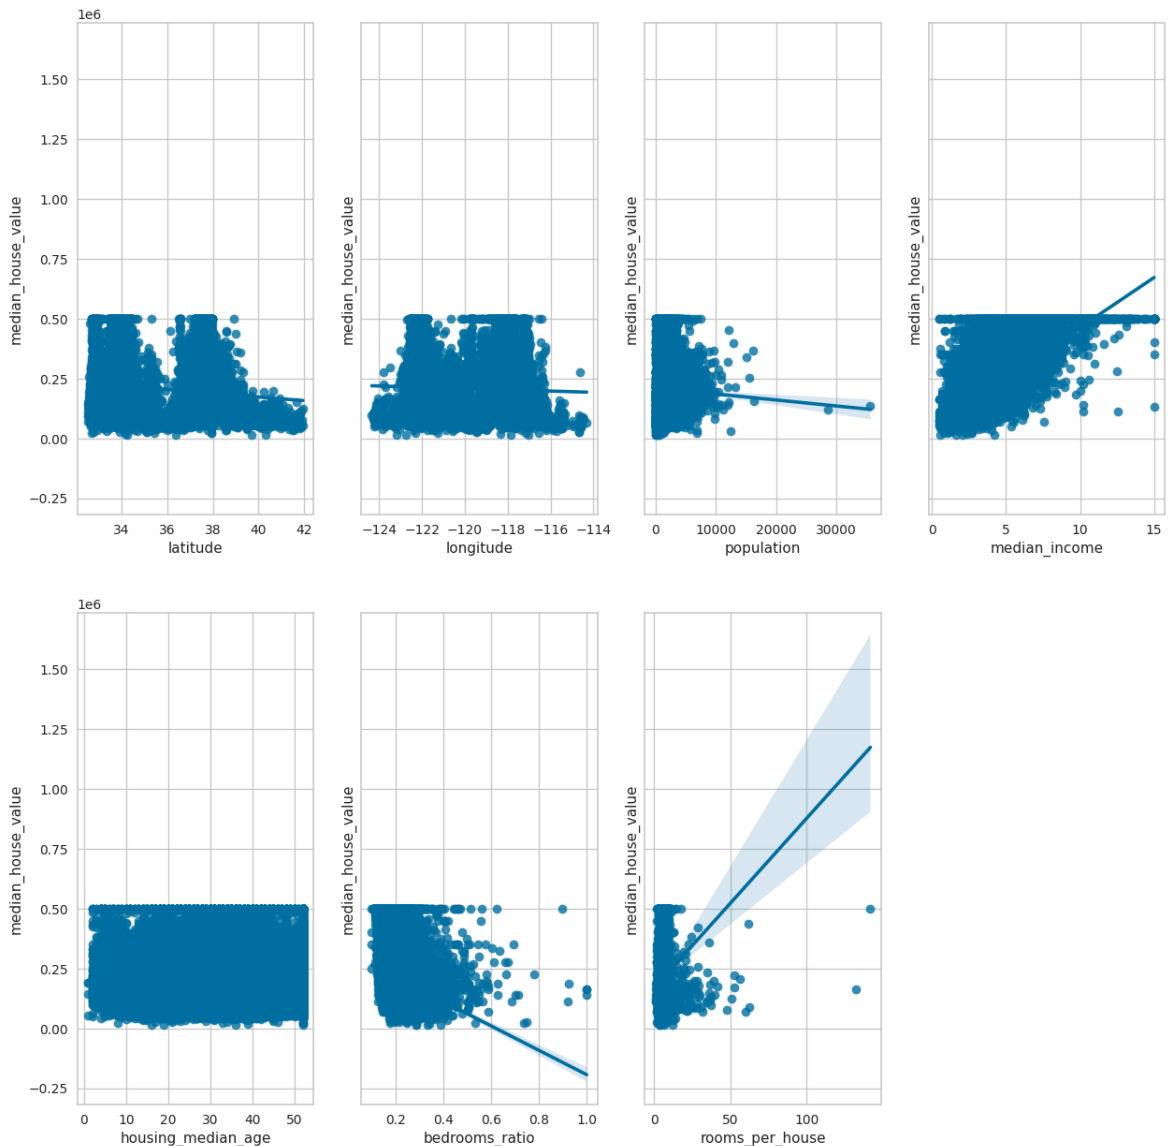 1e6
1.50
1.25
1.00
0.75
0.50
0.25
0.00
−0.25
median_house_value
median_house_value
median_house_value
median_house_value
34 36 38 40 42
−124 −122 −120 −118 −116 −114
0 10000 20000 30000
0 5 10 15
latitude
longitude
population
median_income
1e6
1.50
1.25
1.00
0.75
0.50
0.25
0.00
−0.25
median_house_value
median_house_value
median_house_value
0 10 20 30 40 50
0.2 0.4 0.6 0.8 1.0
0 50 100
housing_median_age
bedrooms_ratio
rooms_per_house